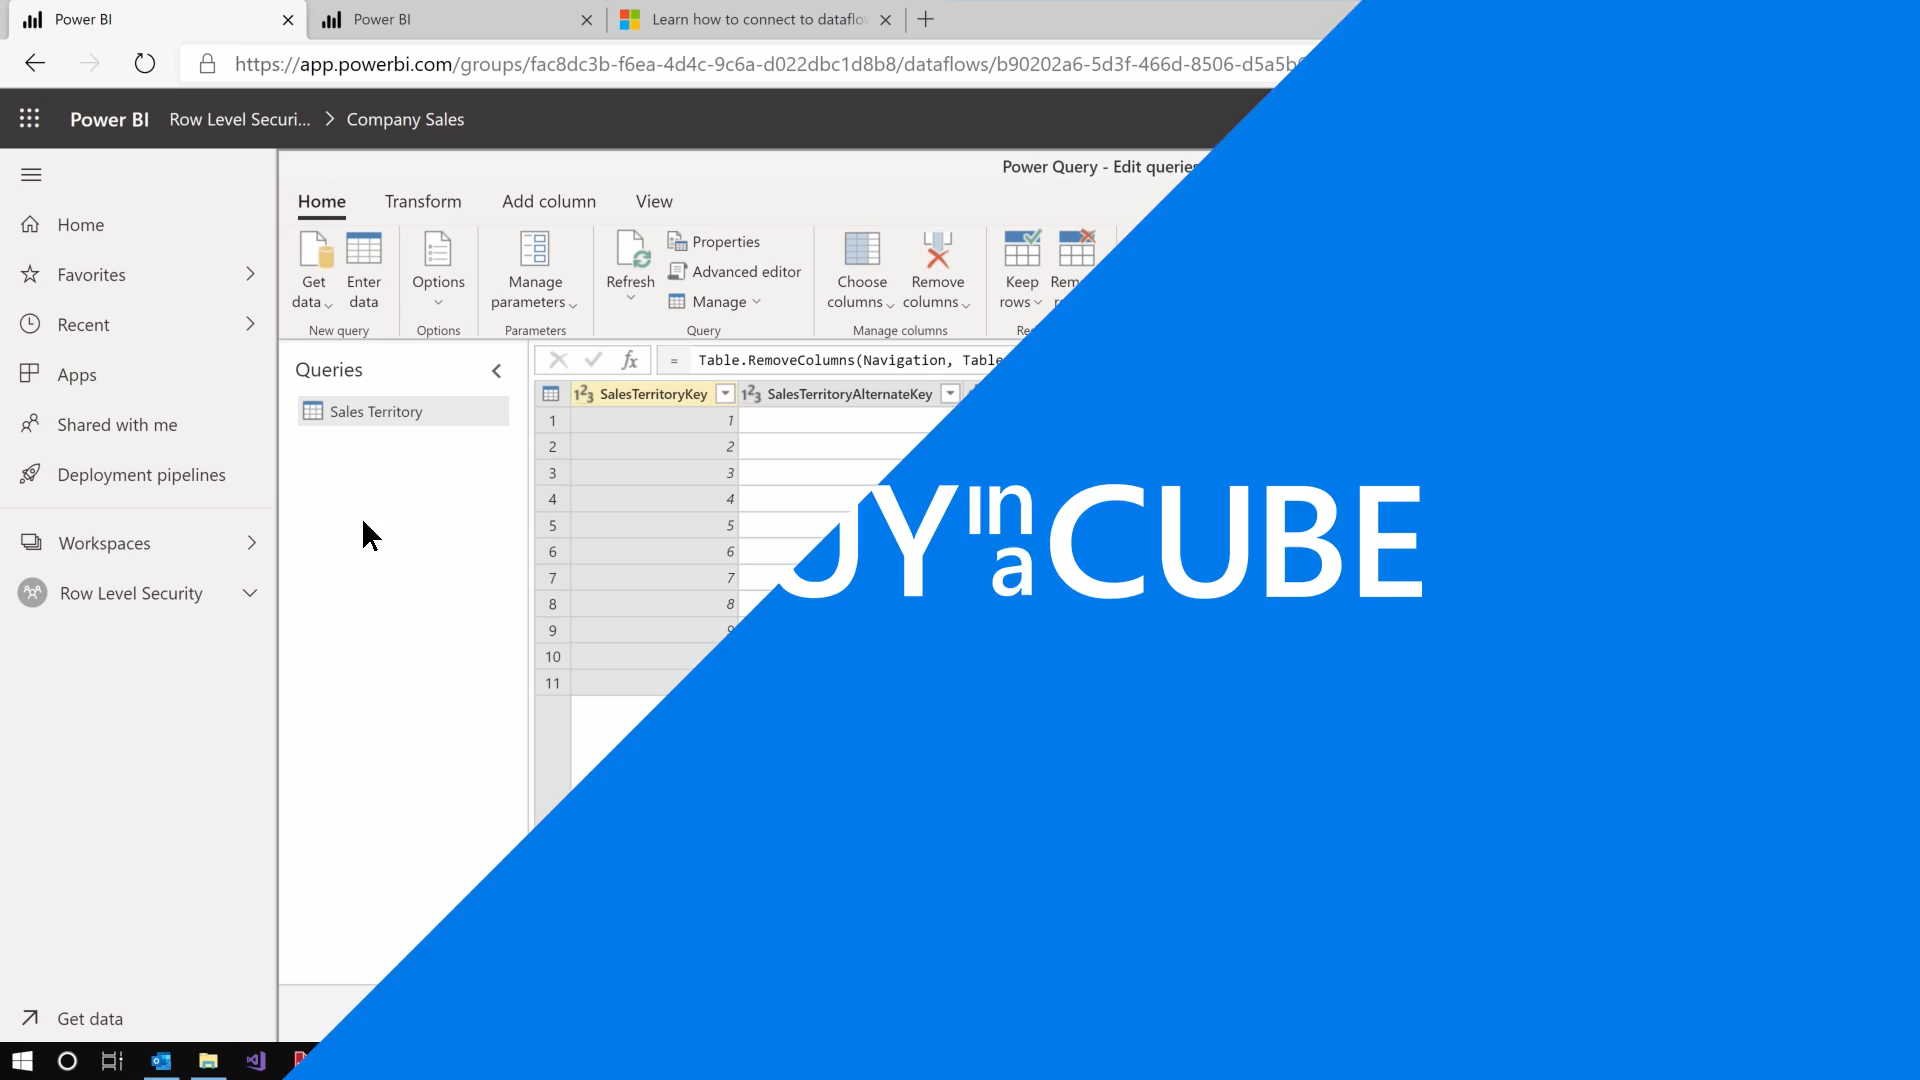 Power BI
Power BI
Learn how to connect to dataflo
https://app.powerbi.com/groups/fac8dc3b-f6ea-4d4c-9c6a-d022dbc1d8b8/dataflows/b90202a6-5d3f-466d-8506-d5a5b
Power BI Row Level Securi... > Company Sales
Power Query - Edit queries
Home Transform Add column View
Home
Favorites
Recent
Apps
Shared with me
Deployment pipelines
Workspaces
Row Level Security
Get data
Get data
Enter data
New query
Options
Options
Manage parameters
Parameters
Refresh
Properties
Advanced editor
Manage
Query
Choose columns
Remove columns
Manage columns
Keep rows
Queries
Sales Territory
fx = Table.RemoveColumns(Navigation, Table
123 SalesTerritoryKey 123 SalesTerritoryAlternateKey
1 1
2 2
3 3
4 4
5 5
6 6
7 7
8 8
9 9
10
11
UY in a CUBE